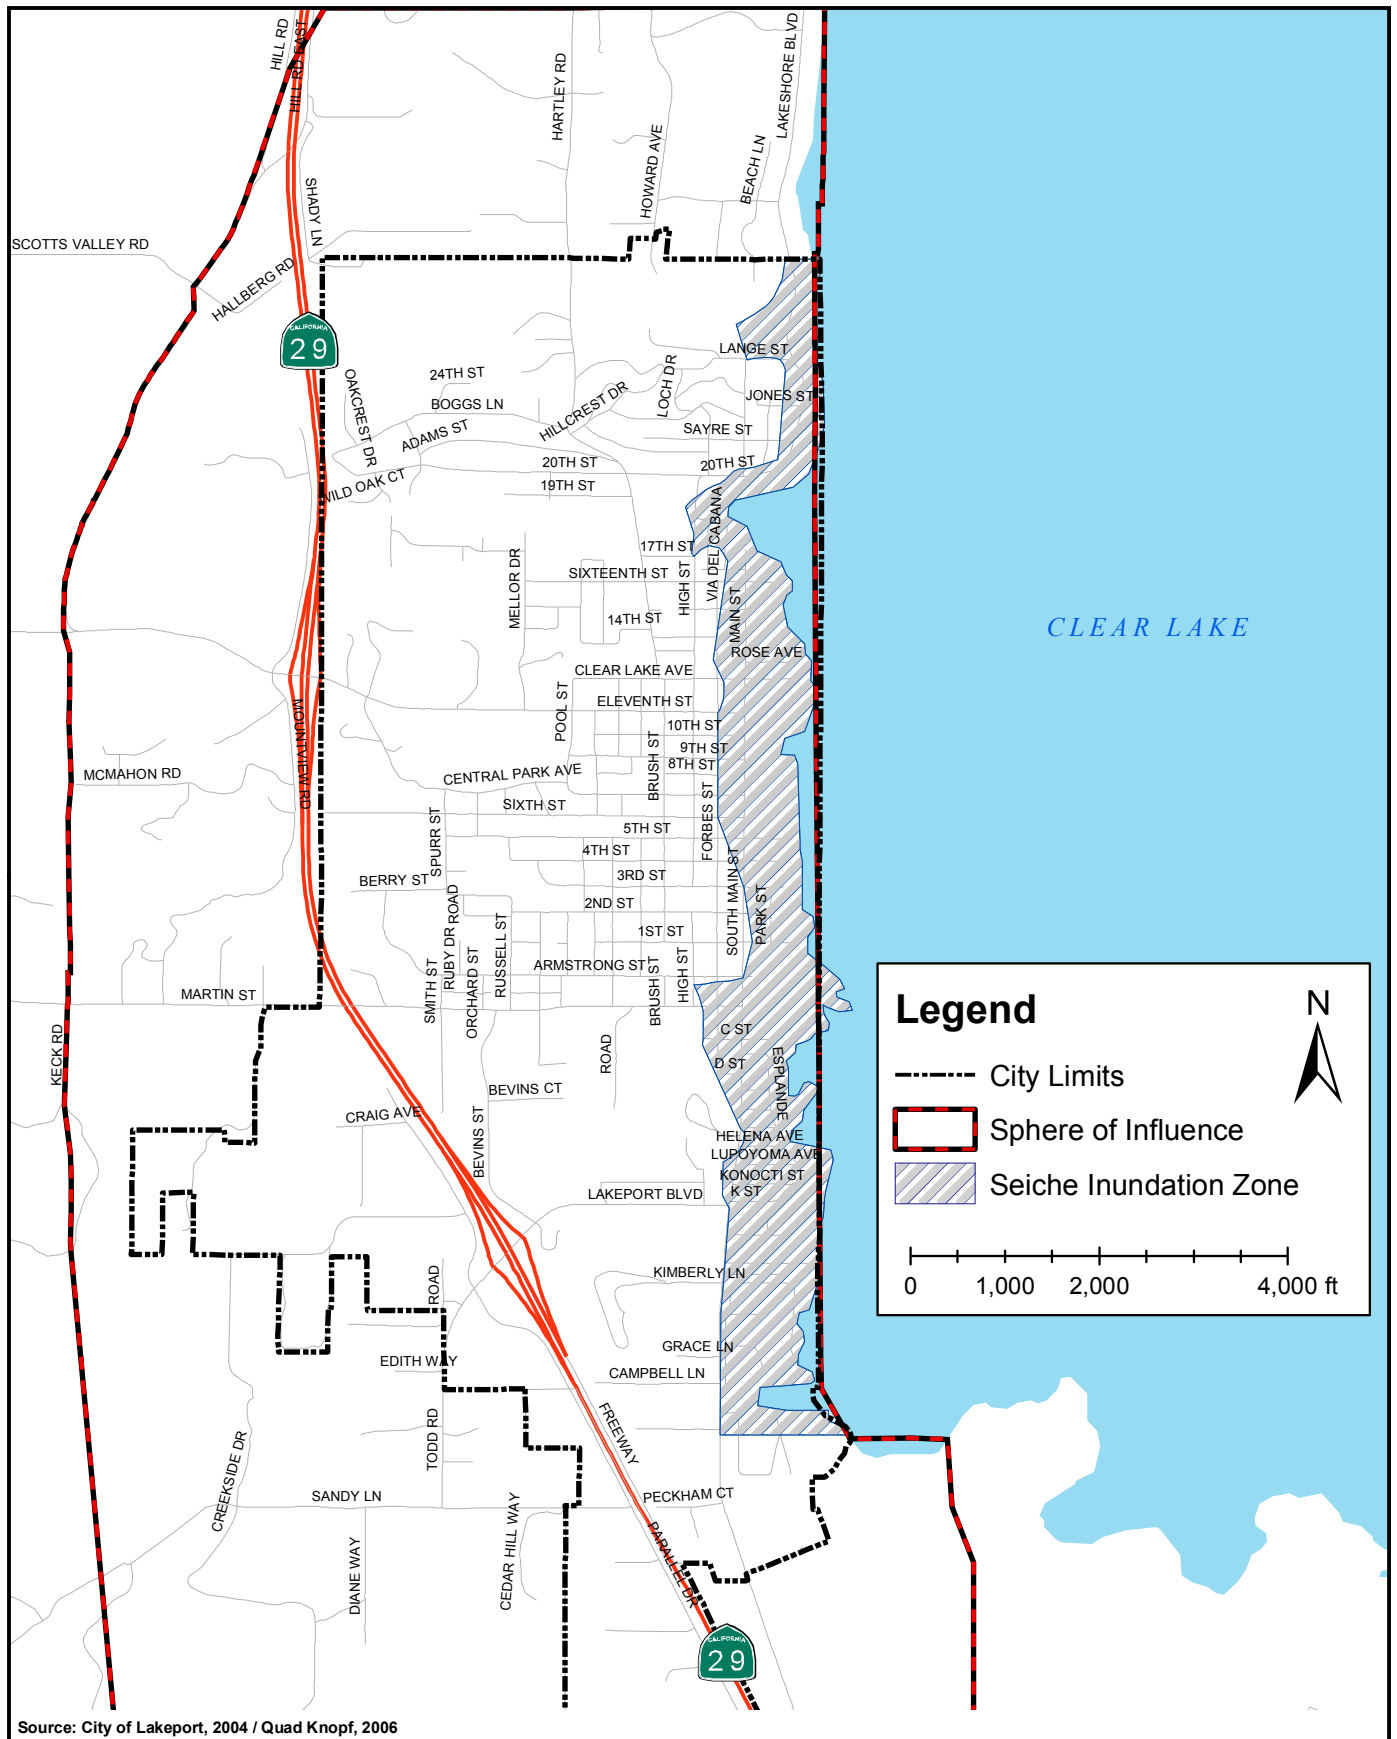 HILL RD
HILL RD EAST
HARTLEY RD
HOWARD AVE
BEACH LN
LAKESHORE BLVD
SHADY LN
SCOTTS VALLEY RD
HALLBERG RD
CALIFORNIA
29
LANGE ST
24TH ST
OAKCREST DR
LOCH DR
HILLCREST DR
JONES ST
BOGGS LN
ADAMS ST
SAYRE ST
20TH ST
20TH ST
WILD OAK CT
19TH ST
VIA DEL CABANA
17TH ST
SIXTEENTH ST
HIGH ST
MELLOR DR
14TH ST
MAIN ST
CLEAR LAKE
ROSE AVE
CLEAR LAKE AVE
POOL ST
ELEVENTH ST
10TH ST
MOUNTVIEW RD
9TH ST
BRUSH ST
8TH ST
MCMAHON RD
CENTRAL PARK AVE
SIXTH ST
FORBES ST
5TH ST
SPURR ST
4TH ST
3RD ST
BERRY ST
SOUTH MAIN ST
PARK ST
2ND ST
ROAD
RUBY DR
1ST ST
RUSSELL ST
ARMSTRONG ST
SMITH ST
ORCHARD ST
BRUSH ST
HIGH ST
MARTIN ST
KECK RD
C ST
D ST
ROAD
ESPLANDE
BEVINS CT
CRAIG AVE
BEVINS ST
HELENA AVE
LUPOYOMA AVE
KONOCTI ST
K ST
LAKEPORT BLVD
KIMBERLY LN
ROAD
GRACE LN
EDITH WAY
CAMPBELL LN
FREEWAY
TODD RD
CREEKSIDE DR
SANDY LN
PECKHAM CT
CEDAR HILL WAY
DIANE WAY
PARALLEL DR
CALIFORNIA
29
Legend
N
City Limits
Sphere of Influence
Seiche Inundation Zone
0 1,000 2,000 4,000 ft
Source: City of Lakeport, 2004 / Quad Knopf, 2006